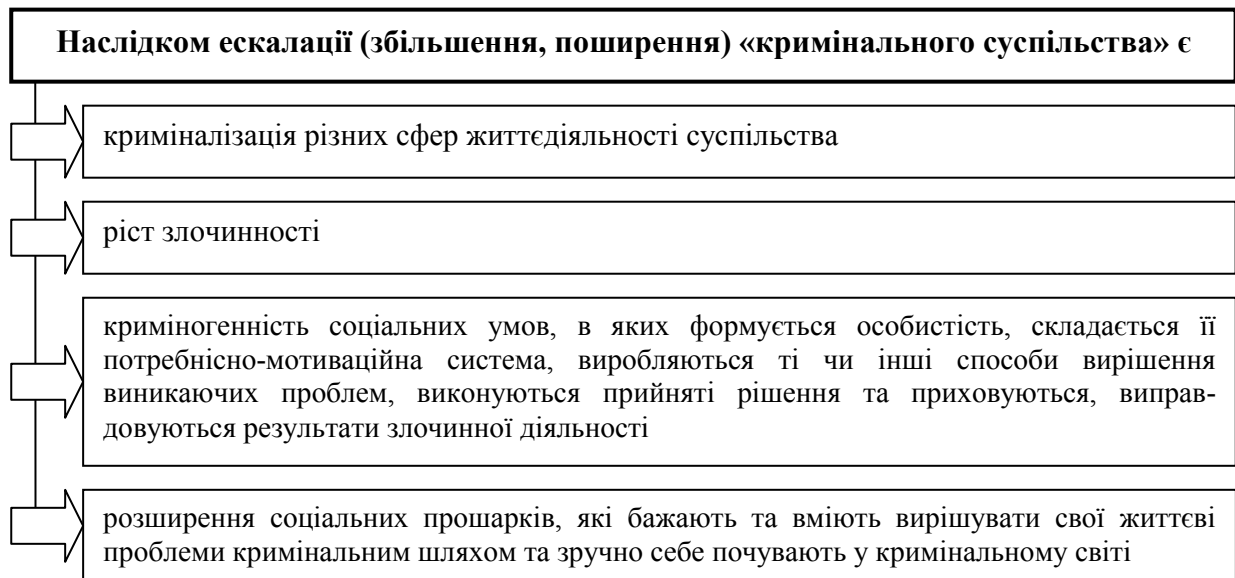 Наслідком ескалації (збільшення, поширення) «кримінального суспільства» є
криміналізація різних сфер життєдіяльності суспільства
ріст злочинності
криміногенність соціальних умов, в яких формується особистість, складається її
потребнісно-мотиваційна система, виробляються ті чи інші способи вирішення
виникаючих проблем, виконуються прийняті рішення та приховуються, виправ-
довуються результати злочинної діяльності
розширення соціальних прошарків, які бажають та вміють вирішувати свої життєві
проблеми кримінальним шляхом та зручно себе почувають у кримінальному світі